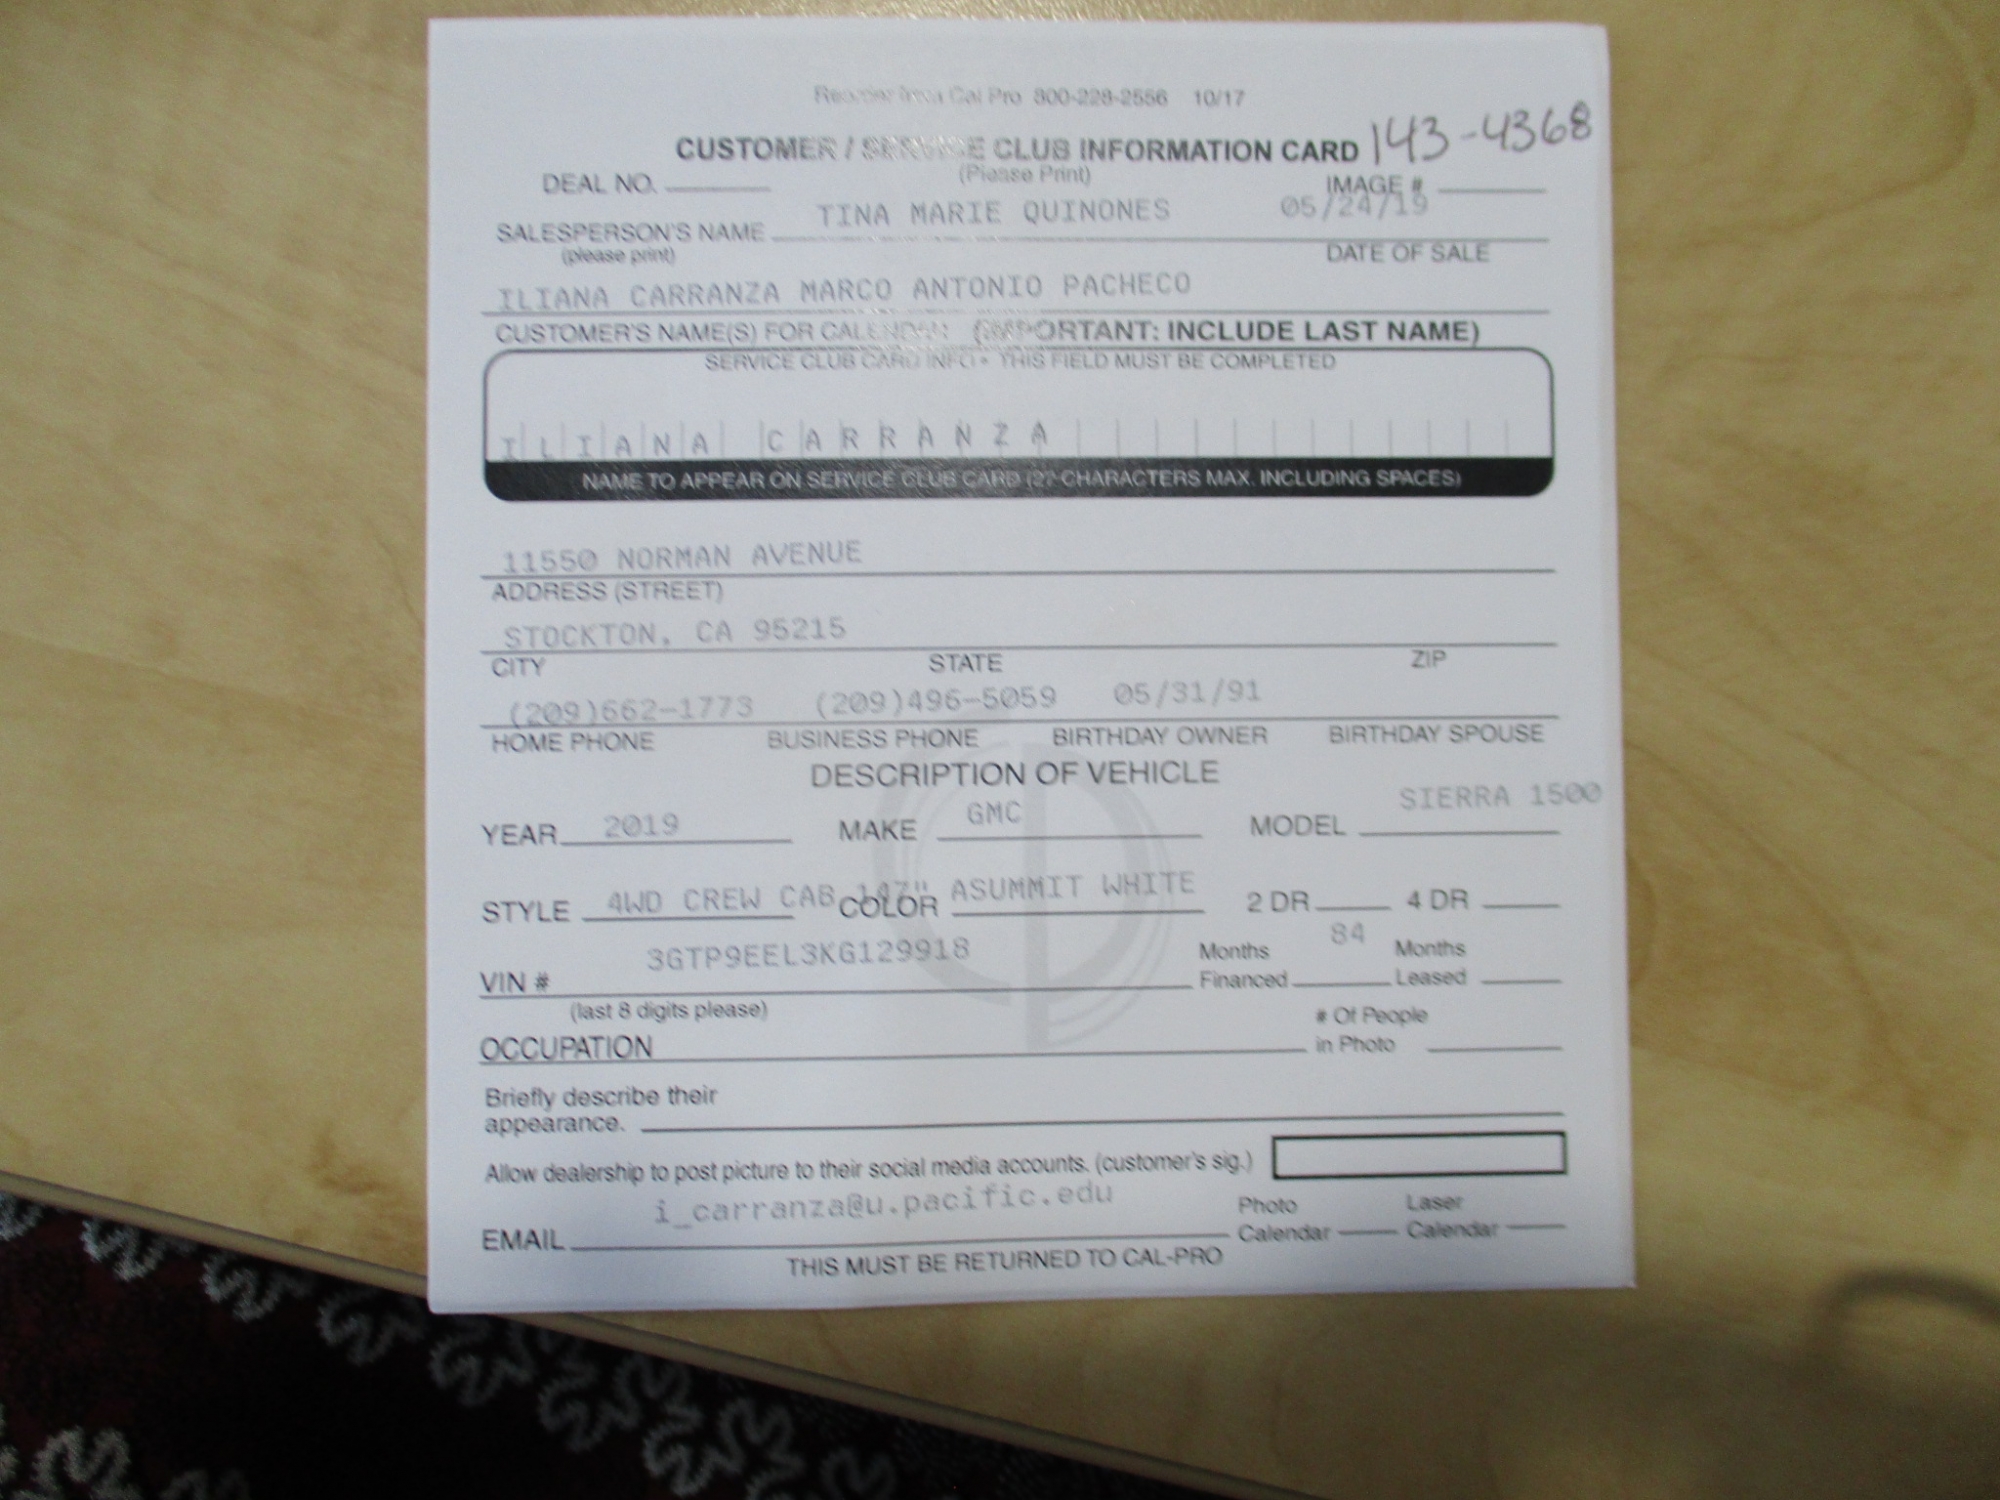 Reorder from Cal Pro 800-228-2556 10/17
CUSTOMER / SERVICE CLUB INFORMATION CARD 143-4368
(Please Print)
DEAL NO. IMAGE #
TINA MARIE QUINONES 05/24/19
SALESPERSON'S NAME
(please print) DATE OF SALE
ILIANA CARRANZA MARCO ANTONIO PACHECO
CUSTOMER'S NAME(S) FOR CALENDAR (IMPORTANT: INCLUDE LAST NAME)
SERVICE CLUB CARD INFO • THIS FIELD MUST BE COMPLETED
ILIANA CARRANZA
NAME TO APPEAR ON SERVICE CLUB CARD (27 CHARACTERS MAX. INCLUDING SPACES)
11550 NORMAN AVENUE
ADDRESS (STREET)
STOCKTON, CA 95215
CITY STATE ZIP
(209)662-1773 (209)496-5059 05/31/91
HOME PHONE BUSINESS PHONE BIRTHDAY OWNER BIRTHDAY SPOUSE
DESCRIPTION OF VEHICLE
YEAR 2019 MAKE GMC MODEL SIERRA 1500
STYLE 4WD CREW CAB 147" COLOR ASUMMIT WHITE 2 DR 4 DR
VIN # 3GTP9EEL3KG129918 Months Financed 84 Months Leased
(last 8 digits please)
OCCUPATION # Of People in Photo
Briefly describe their
appearance.
Allow dealership to post picture to their social media accounts. (customer's sig.)
EMAIL i_carranza@u.pacific.edu Photo Calendar Laser Calendar
THIS MUST BE RETURNED TO CAL-PRO